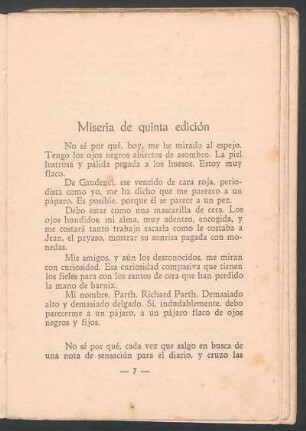 Miseria de quinta edición
No sé por qué, hoy, me he mirado al espejo.
Tengo los ojos negros abiertos de asombro. La piel
lustrosa y pálida pegada a los huesos. Estoy muy
flaco.
De Gaudenci, ese vencido de cara roja, perio-
dista como yo, me ha dicho que me parezco a un
páparo. Es posible, porque él se parece a un pez.
Debo estar como una mascarilla de cera. Los
ojos hundidos, mi alma, muy adentro, encogida, y
me costará tanto trabajo sacarla como le costaba a
Jean, el payaso, mostrar su sonrisa pagada con mo-
nedas.
Mis amigos, y aún los desconocidos, me miran
con curiosidad. Esa curiosidad compasiva que tienen
los fieles para con los santos de cera que han perdido
la mano de barniz.
Mi nombre, Parth. Richard Parth. Demasiado
alto y demasiado delgado. Sí, indudablemente, debo
parecerme a un pájaro, a un pájaro flaco de ojos
negros y fijos.
No sé por qué, cada vez que salgo en busca de
una nota de sensación para el diario, y cruzo las
— 7 —